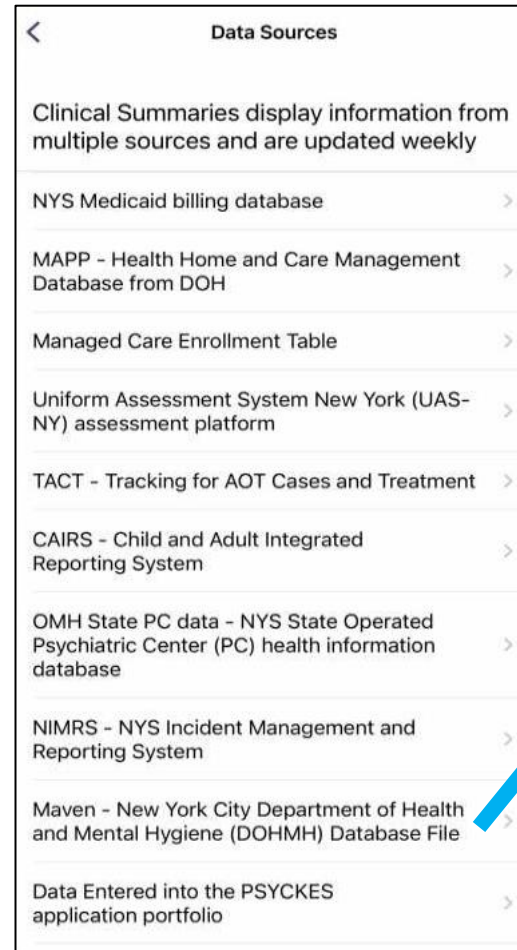 Data Sources
Clinical Summaries display information from
multiple sources and are updated weekly
NYS Medicaid billing database
MAPP - Health Home and Care Management
Database from DOH
Managed Care Enrollment Table
Uniform Assessment System New York (UAS-
NY) assessment platform
TACT - Tracking for AOT Cases and Treatment
CAIRS - Child and Adult Integrated
Reporting System
OMH State PC data - NYS State Operated
Psychiatric Center (PC) health information
database
NIMRS - NYS Incident Management and
Reporting System
Maven - New York City Department of Health
and Mental Hygiene (DOHMH) Database File
Data Entered into the PSYCKES
application portfolio